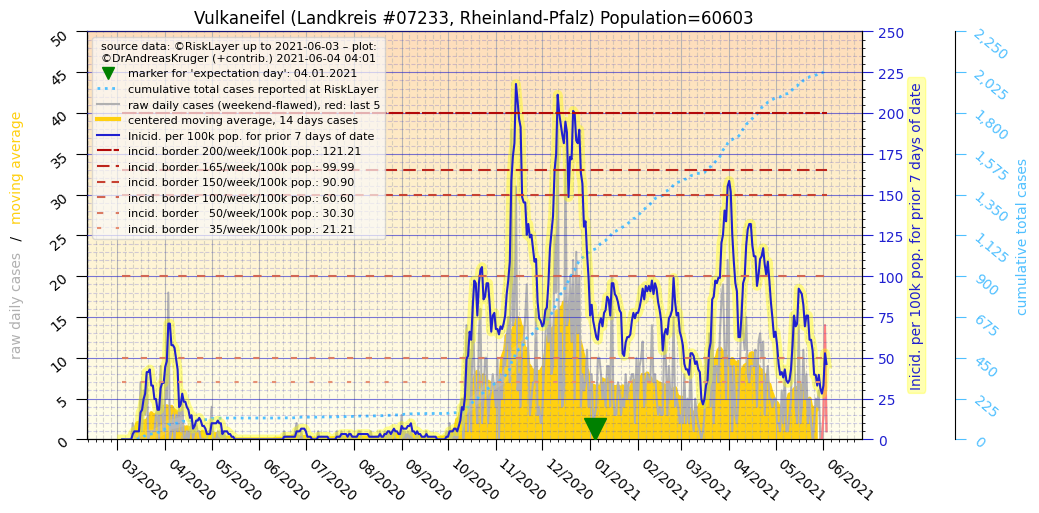 Vulkaneifel (Landkreis #07233, Rheinland-Pfalz) Population=60603
source data: ©RiskLayer up to 2021-06-03 – plot:
©DrAndreasKruger (+contrib.) 2021-06-04 04:01
marker for 'expectation day': 04.01.2021
cumulative total cases reported at RiskLayer
raw daily cases (weekend-flawed), red: last 5
centered moving average, 14 days cases
Inicid. per 100k pop. for prior 7 days of date
incid. border 200/week/100k pop.: 121.21
incid. border 165/week/100k pop.: 99.99
incid. border 150/week/100k pop.: 90.90
incid. border 100/week/100k pop.: 60.60
incid. border   50/week/100k pop.: 30.30
incid. border   35/week/100k pop.: 21.21
raw daily cases   /   moving average
50
45
40
35
30
25
20
15
10
5
0
250
225
200
175
150
125
100
75
50
25
0
Inicid. per 100k pop. for prior 7 days of date
2,250
2,025
1,800
1,575
1,350
1,125
900
675
450
225
0
cumulative total cases
03/2020
04/2020
05/2020
06/2020
07/2020
08/2020
09/2020
10/2020
11/2020
12/2020
01/2021
02/2021
03/2021
04/2021
05/2021
06/2021